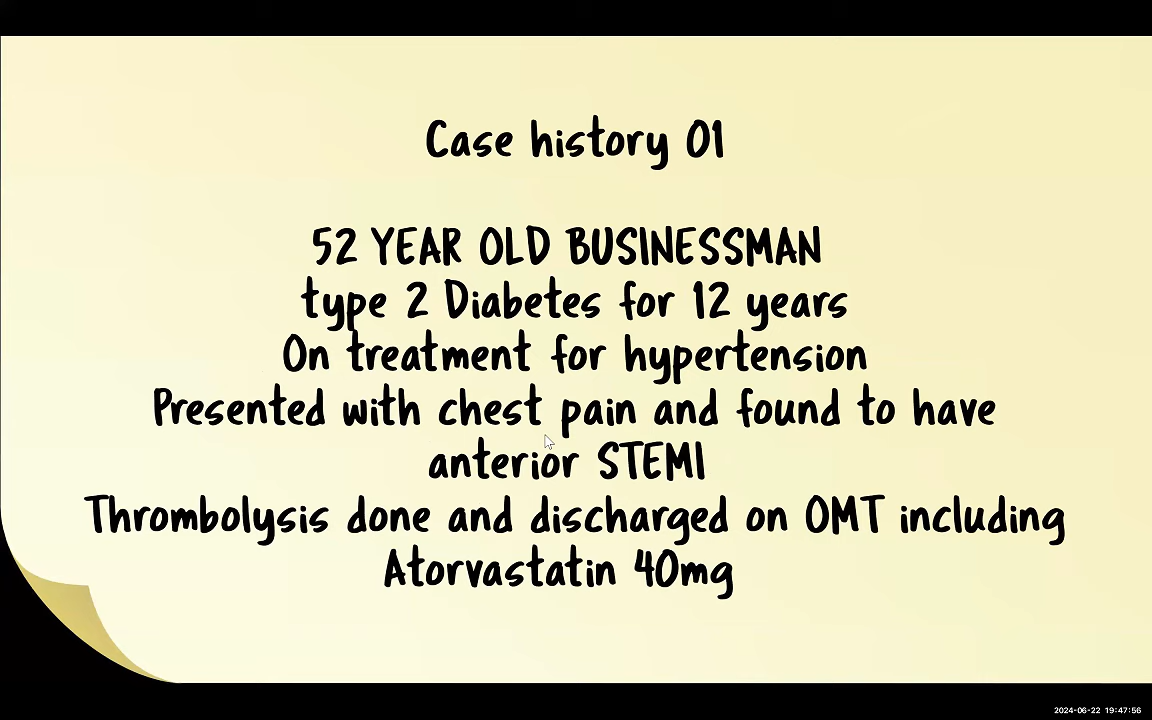 Case history 01
52 YEAR OLD BUSINESSMAN
type 2 Diabetes for 12 years
On treatment for hypertension
Presented with chest pain and found to have
anterior STEMI
Thrombolysis done and discharged on OMT including
Atorvastatin 40mg
2024-06-22 19:47:56